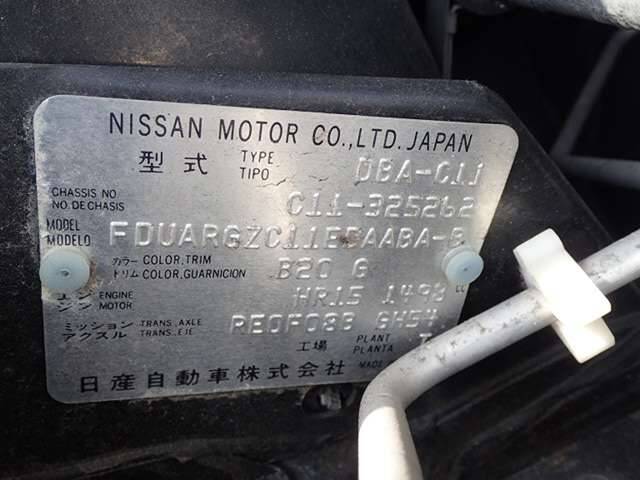 NISSAN MOTOR CO.,LTD. JAPAN
型式 TYPE TIPO DBA-C11
CHASSIS NO. NO. DE CHASIS C11-325262
MODEL MODELO FDUARGZC11EDAABA-B
カラー トリム COLOR,TRIM COLOR,GUARNICION B20 G
エンジン ENGINE MOTOR HR15 1498 cc
ミッション アクスル TRANS.,AXLE TRANS.,EJE RE0F08B GH54
工場 PLANT PLANTA
日産自動車株式会社 MADE